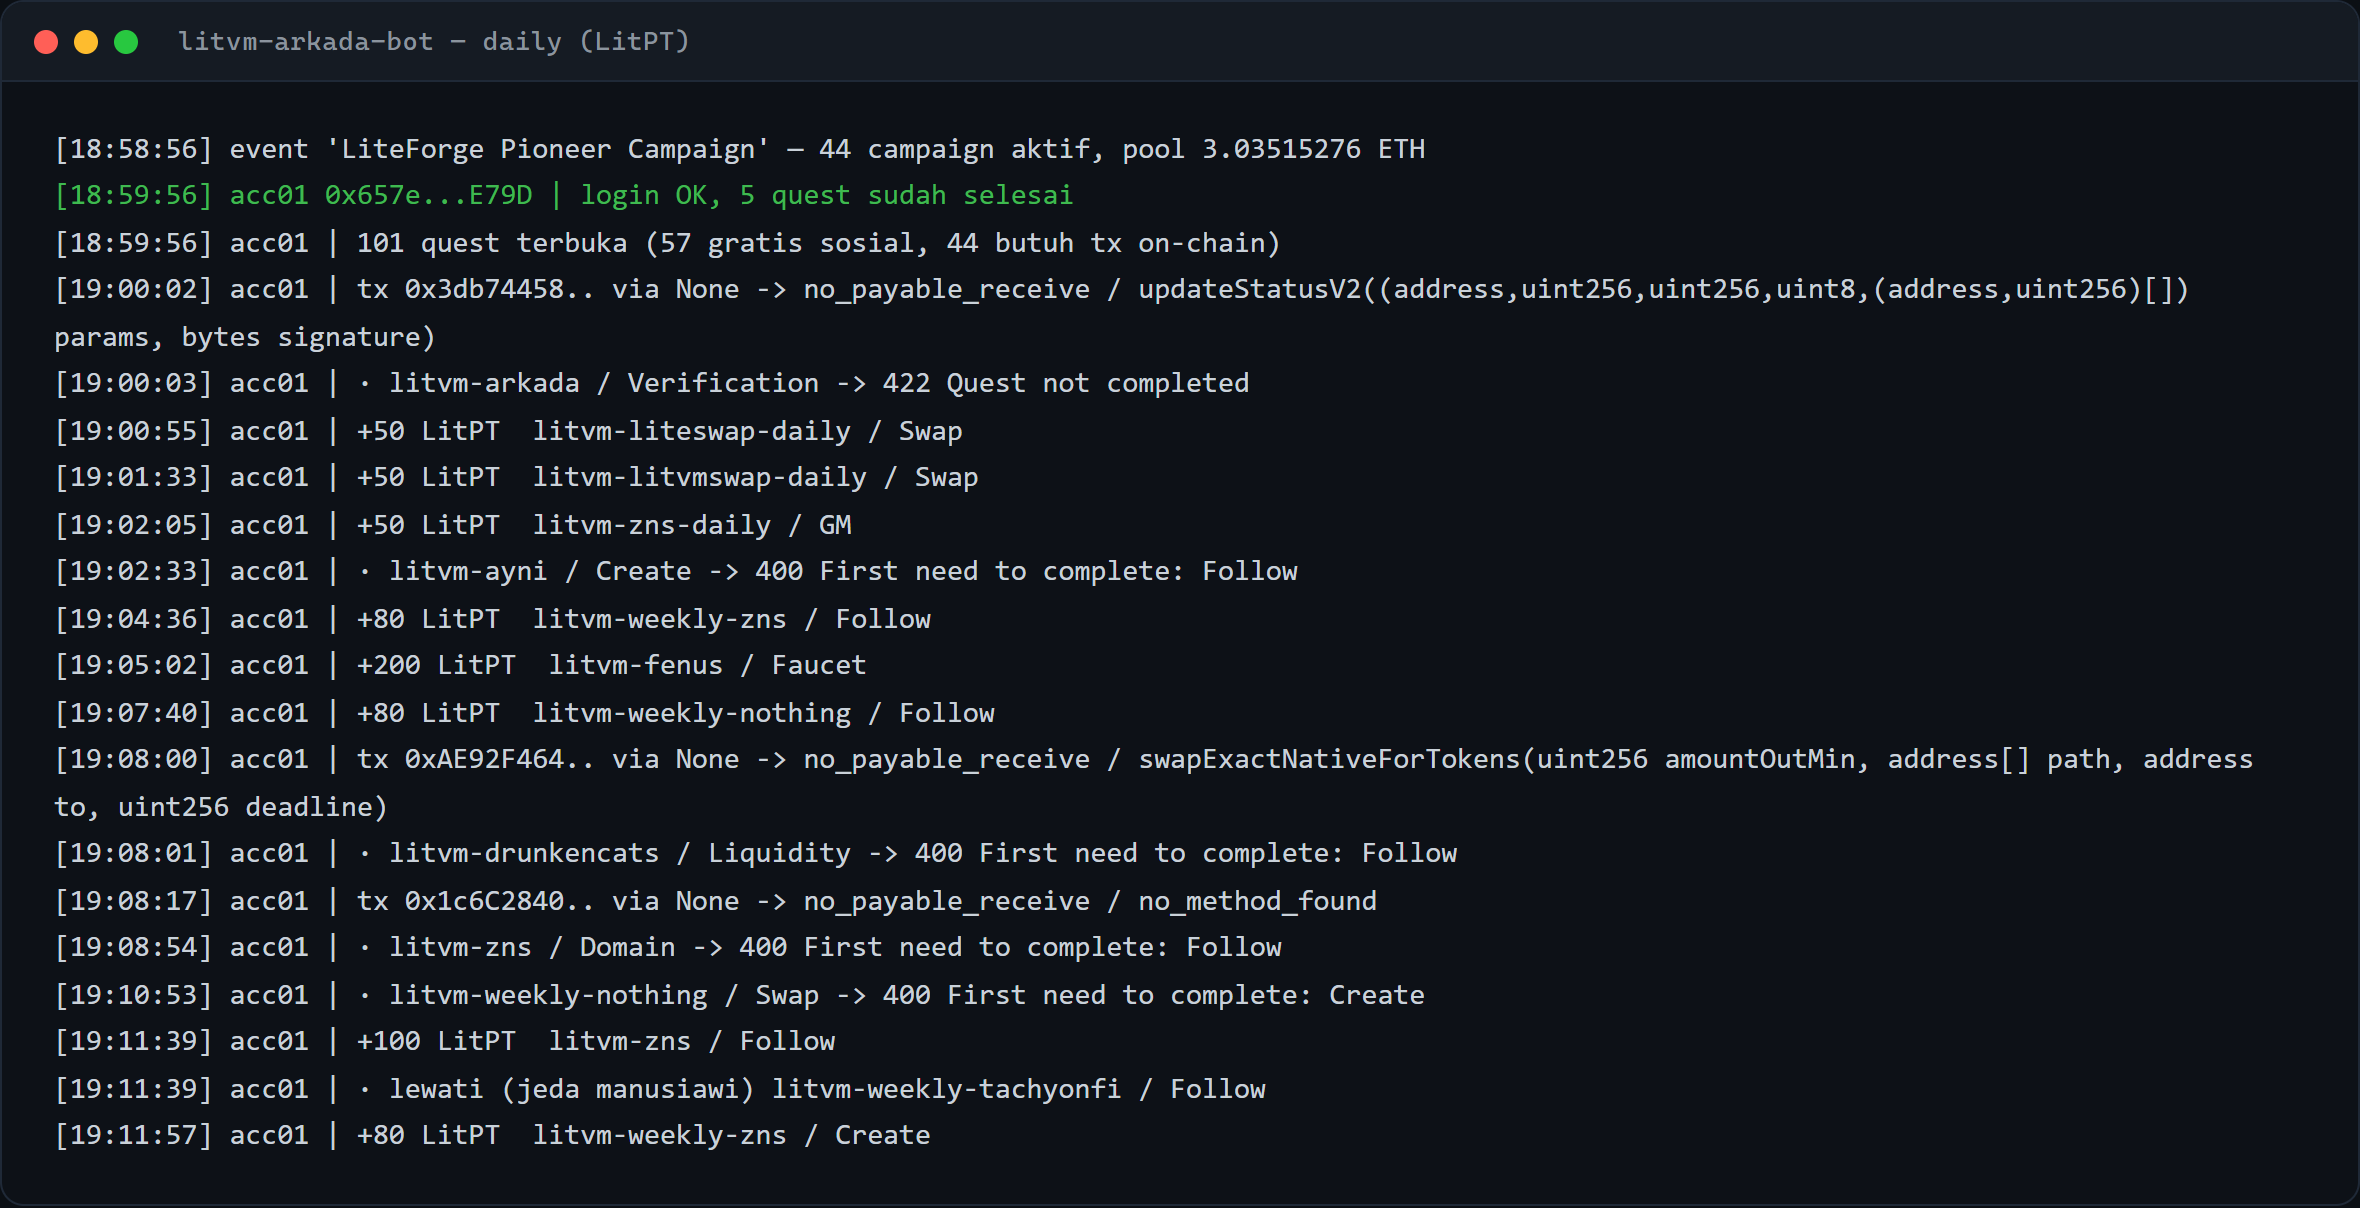 litvm-arkada-bot — daily (LitPT)
[18:58:56] event 'LiteForge Pioneer Campaign' — 44 campaign aktif, pool 3.03515276 ETH
[18:59:56] acc01 0x657e...E79D | login OK, 5 quest sudah selesai
[18:59:56] acc01 | 101 quest terbuka (57 gratis sosial, 44 butuh tx on-chain)
[19:00:02] acc01 | tx 0x3db74458.. via None -> no_payable_receive / updateStatusV2((address,uint256,uint256,uint8,(address,uint256)[])
params, bytes signature)
[19:00:03] acc01 | · litvm-arkada / Verification -> 422 Quest not completed
[19:00:55] acc01 | +50 LitPT  litvm-liteswap-daily / Swap
[19:01:33] acc01 | +50 LitPT  litvm-litvmswap-daily / Swap
[19:02:05] acc01 | +50 LitPT  litvm-zns-daily / GM
[19:02:33] acc01 | · litvm-ayni / Create -> 400 First need to complete: Follow
[19:04:36] acc01 | +80 LitPT  litvm-weekly-zns / Follow
[19:05:02] acc01 | +200 LitPT  litvm-fenus / Faucet
[19:07:40] acc01 | +80 LitPT  litvm-weekly-nothing / Follow
[19:08:00] acc01 | tx 0xAE92F464.. via None -> no_payable_receive / swapExactNativeForTokens(uint256 amountOutMin, address[] path, address
to, uint256 deadline)
[19:08:01] acc01 | · litvm-drunkencats / Liquidity -> 400 First need to complete: Follow
[19:08:17] acc01 | tx 0x1c6C2840.. via None -> no_payable_receive / no_method_found
[19:08:54] acc01 | · litvm-zns / Domain -> 400 First need to complete: Follow
[19:10:53] acc01 | · litvm-weekly-nothing / Swap -> 400 First need to complete: Create
[19:11:39] acc01 | +100 LitPT  litvm-zns / Follow
[19:11:39] acc01 | · lewati (jeda manusiawi) litvm-weekly-tachyonfi / Follow
[19:11:57] acc01 | +80 LitPT  litvm-weekly-zns / Create